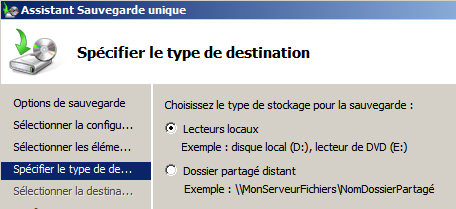 Assistant Sauvegarde unique
Spécifier le type de destination
Options de sauvegarde
Sélectionner la configu...
Sélectionner les éléme...
Spécifier le type de de...
Sélectionner la destina...
Choisissez le type de stockage pour la sauvegarde :
Lecteurs locaux
Exemple : disque local (D:), lecteur de DVD (E:)
Dossier partagé distant
Exemple : \\MonServeurFichiers\NomDossierPartagé